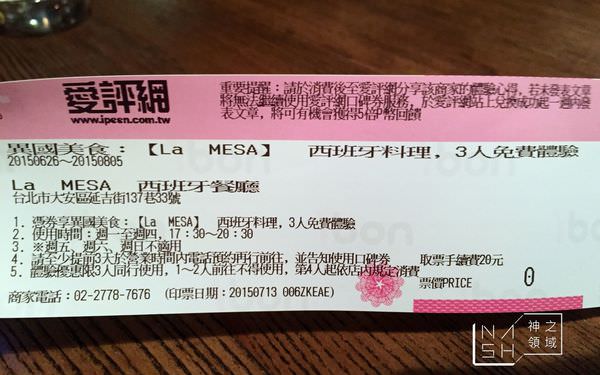 愛評網
www.ipeen.com.tw
重要提醒：請於消費後至愛評網分享該商家的體驗心得，若未發表文章
將無法繼續使用愛評網口碑券服務，於愛評網站上兌換成功起一週內發
表文章，將可有機會獲得5倍P幣回饋
異國美食：【La MESA】 西班牙料理，3人免費體驗
20150626～20150805
La MESA 西班牙餐廳
台北市大安區延吉街137巷33號
1. 憑券享異國美食：【La MESA】 西班牙料理，3人免費體驗
2. 使用時間：週一至週四，17:30～20:30
3. ※週五、週六、週日不適用
4. 請至少提前3天於營業時間內電話預約絕行前往，並告知使用口碑券
5. 體驗優惠限3人同行使用，1～2人前往不得使用，第4人起依店內規定消費
取票手續費20元
票價PRICE 0
商家電話：02-2778-7676 (印票日期：20150713 006ZKEAE)
ibon
NASH 神之領域